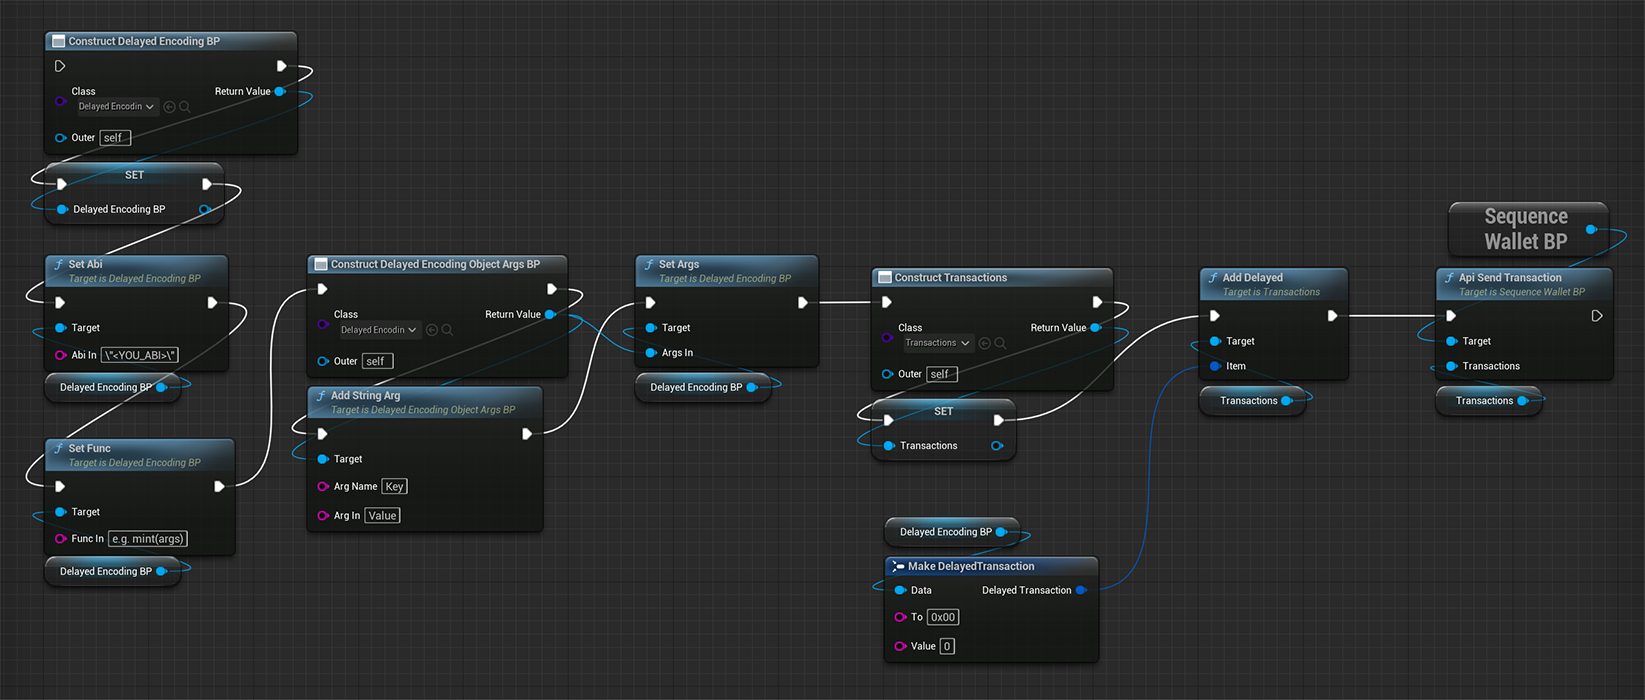 Construct Delayed Encoding BP
Class
Return Value
Delayed Encodin
Outer self
SET
Delayed Encoding BP
Set Abi
Target is Delayed Encoding BP
Target
Abi In \"<YOU_ABI>\"
Delayed Encoding BP
Set Func
Target is Delayed Encoding BP
Target
Func In e.g. mint(args)
Delayed Encoding BP
Construct Delayed Encoding Object Args BP
Class
Return Value
Delayed Encodin
Outer self
Add String Arg
Target is Delayed Encoding Object Args BP
Target
Arg Name Key
Arg In Value
Set Args
Target is Delayed Encoding BP
Target
Args In
Delayed Encoding BP
Construct Transactions
Class
Return Value
Transactions
Outer self
SET
Transactions
Delayed Encoding BP
Make DelayedTransaction
Data
Delayed Transaction
To 0x00
Value 0
Add Delayed
Target is Transactions
Target
Item
Transactions
Sequence
Wallet BP
Api Send Transaction
Target is Sequence Wallet BP
Target
Transactions
Transactions